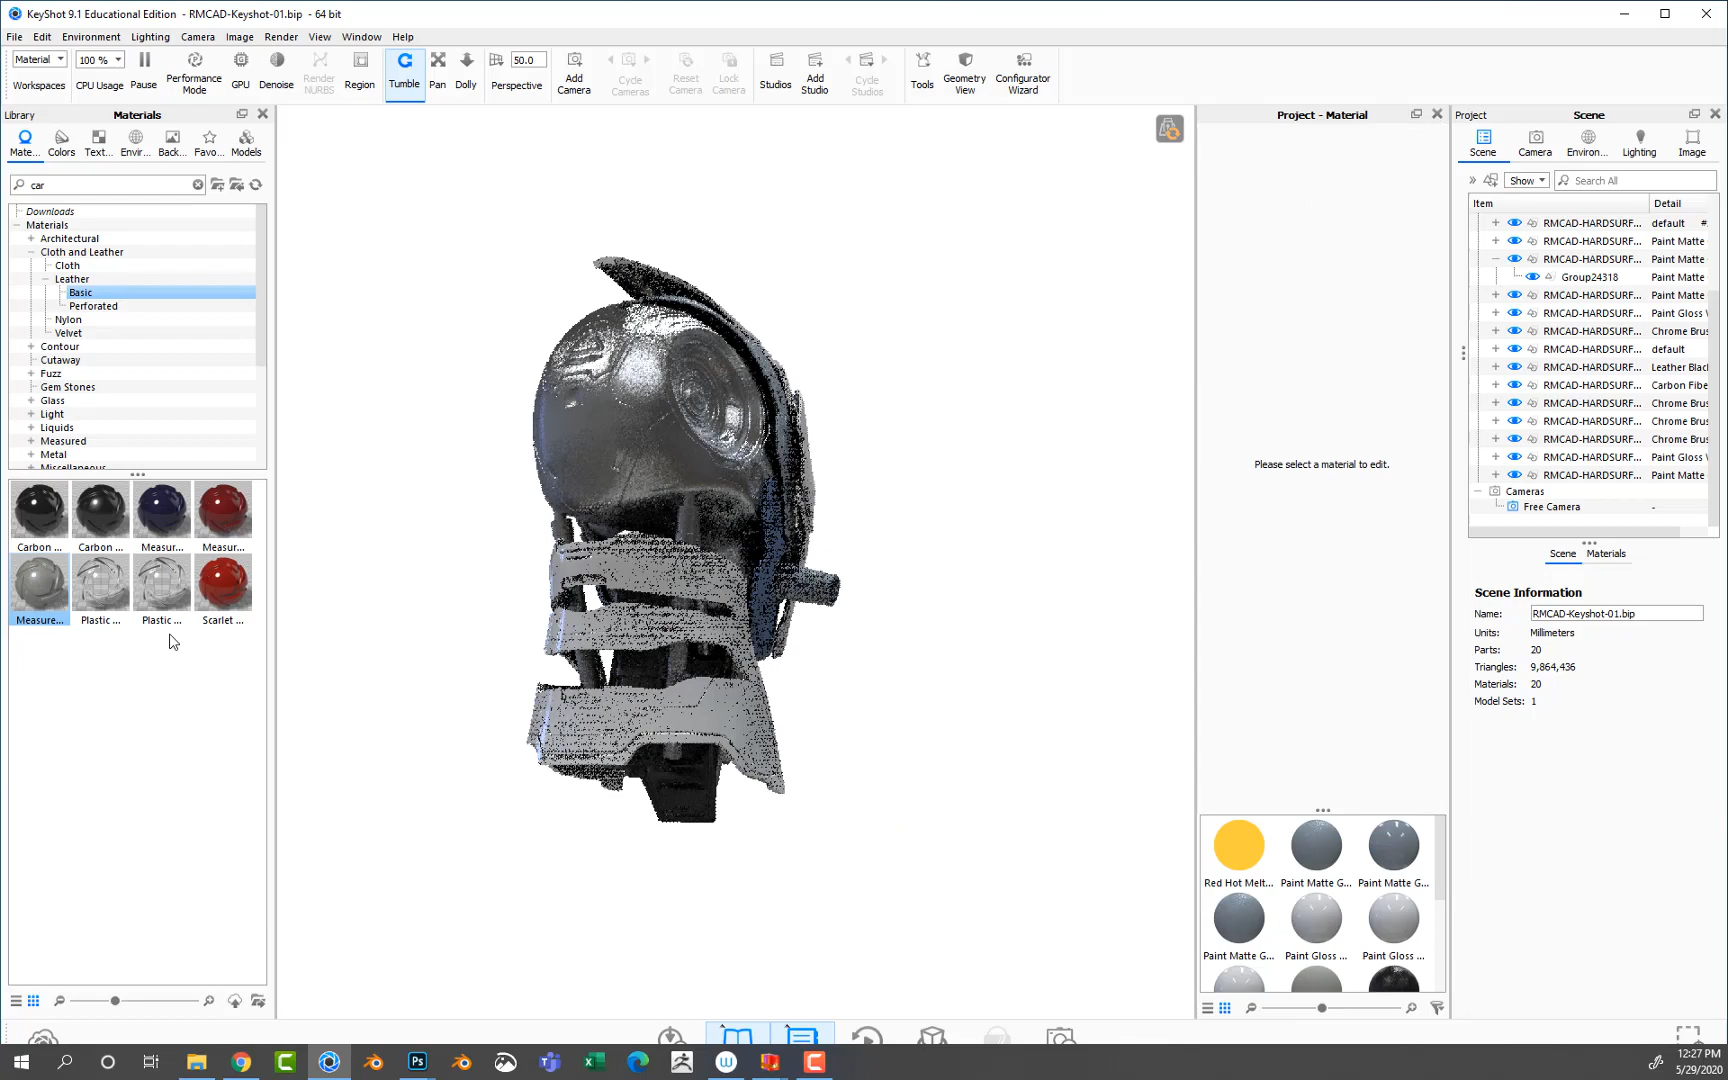 KeyShot 9.1 Educational Edition - RMCAD-Keyshot-01.bip - 64 bit
File Edit Environment Lighting Camera Image Render View Window Help
Material 100 % 50.0
Workspaces CPU Usage Pause Performance Mode GPU Denoise Render NURBS Region Tumble Pan Dolly Perspective Add Camera Cycle Cameras Reset Camera Lock Camera Studios Add Studio Cycle Studios Tools Geometry View Configurator Wizard
Library Materials
Mate... Colors Text... Envir... Back... Favo... Models
car
Downloads
Materials
Architectural
Cloth and Leather
Cloth
Leather
Basic
Perforated
Nylon
Velvet
Contour
Cutaway
Fuzz
Gem Stones
Glass
Light
Liquids
Measured
Metal
Miscellaneous
Carbon ... Carbon ... Measur... Measur...
Measure... Plastic ... Plastic ... Scarlet ...
Project - Material
Please select a material to edit.
Red Hot Melt... Paint Matte G... Paint Matte G...
Paint Matte G... Paint Gloss ... Paint Gloss ...
Project Scene
Scene Camera Environ... Lighting Image
Show Search All
Item Detail
RMCAD-HARDSURF... default #
RMCAD-HARDSURF... Paint Matte
RMCAD-HARDSURF... Paint Matte
Group24318 Paint Matte
RMCAD-HARDSURF... Paint Matte
RMCAD-HARDSURF... Paint Gloss W
RMCAD-HARDSURF... Chrome Brus
RMCAD-HARDSURF... default
RMCAD-HARDSURF... Leather Blac
RMCAD-HARDSURF... Carbon Fibe
RMCAD-HARDSURF... Chrome Brus
RMCAD-HARDSURF... Chrome Brus
RMCAD-HARDSURF... Chrome Brus
RMCAD-HARDSURF... Paint Gloss W
RMCAD-HARDSURF... Paint Matte
Cameras
Free Camera -
Scene Materials
Scene Information
Name: RMCAD-Keyshot-01.bip
Units: Millimeters
Parts: 20
Triangles: 9,864,436
Materials: 20
Model Sets: 1
Ps
12:27 PM
5/29/2020